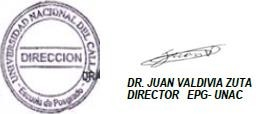 UNIVERSIDAD NACIONAL DEL CALLAO
DIRECCION
Escuela de Posgrado
DR. JUAN VALDIVIA ZUTA
DIRECTOR EPG- UNAC